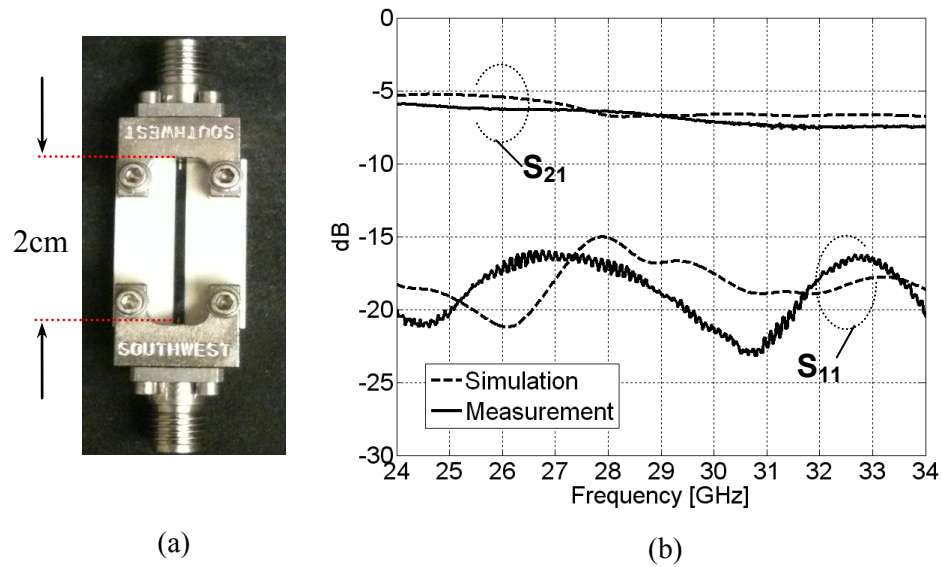 SOUTHWEST
2cm
SOUTHWEST
(a)
0
-5
-10
-15
-20
-25
-30
dB
S21
S11
Simulation
Measurement
24 25 26 27 28 29 30 31 32 33 34
Frequency [GHz]
(b)